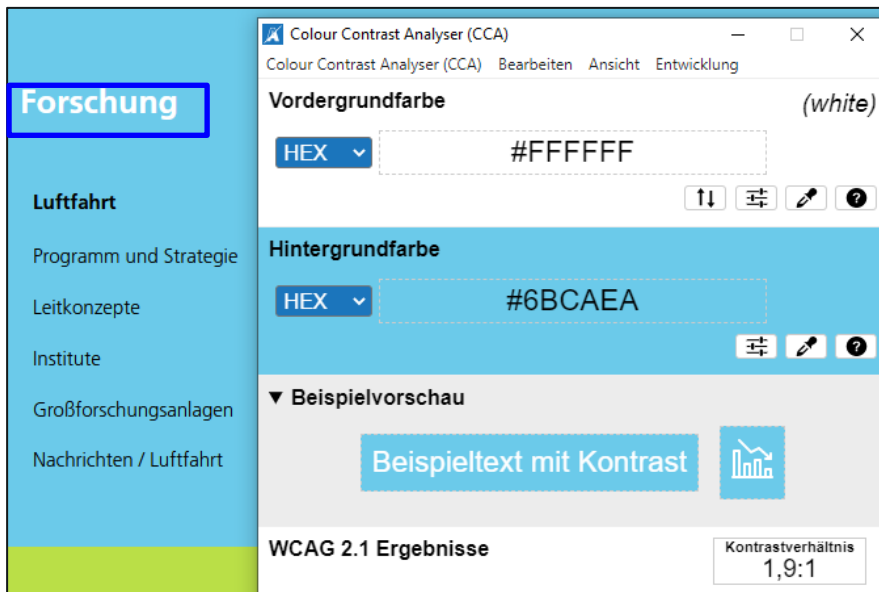 Forschung
Luftfahrt
Programm und Strategie
Leitkonzepte
Institute
Großforschungsanlagen
Nachrichten / Luftfahrt
Colour Contrast Analyser (CCA)
Colour Contrast Analyser (CCA) Bearbeiten Ansicht Entwicklung
Vordergrundfarbe (white)
HEX #FFFFFF
Hintergrundfarbe
HEX #6BCAEA
▼ Beispielvorschau
Beispieltext mit Kontrast
WCAG 2.1 Ergebnisse
Kontrastverhältnis
1,9:1